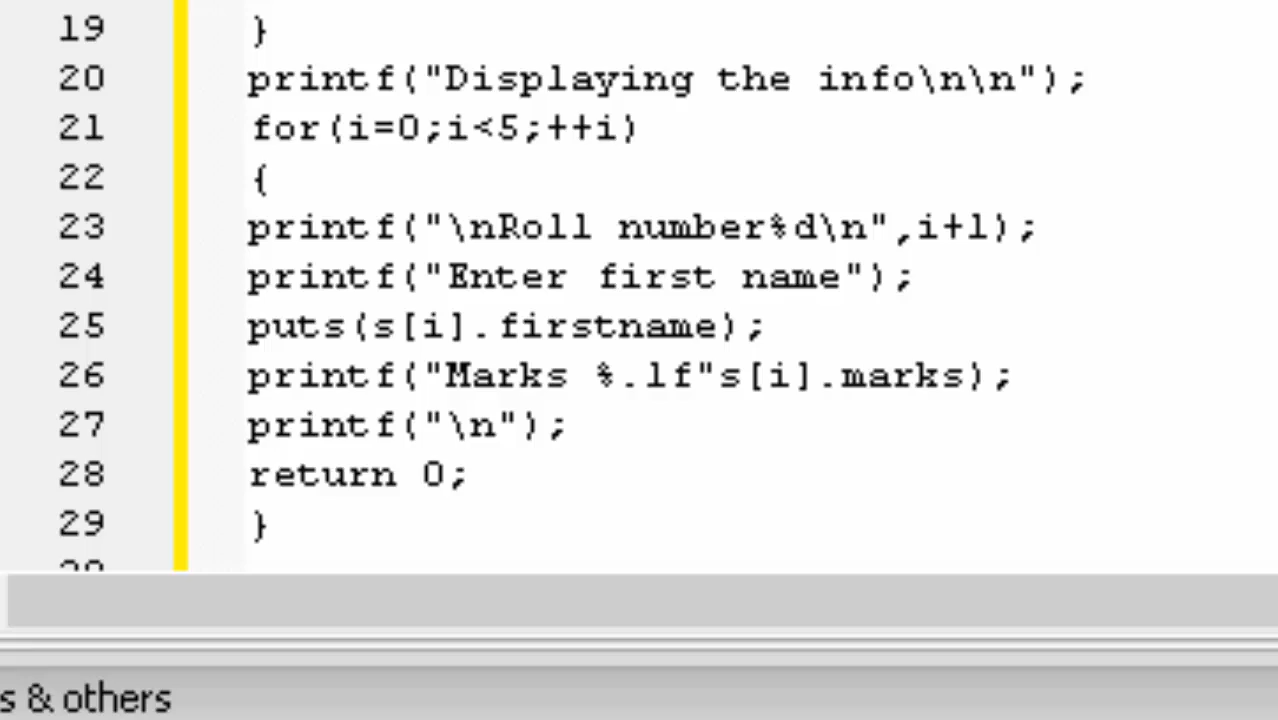 19 }
20 printf("Displaying the info\n\n");
21 for(i=0;i<5;++i)
22 {
23 printf("\nRoll number%d\n",i+1);
24 printf("Enter first name");
25 puts(s[i].firstname);
26 printf("Marks %.1f"s[i].marks);
27 printf("\n");
28 return 0;
29 }
s & others